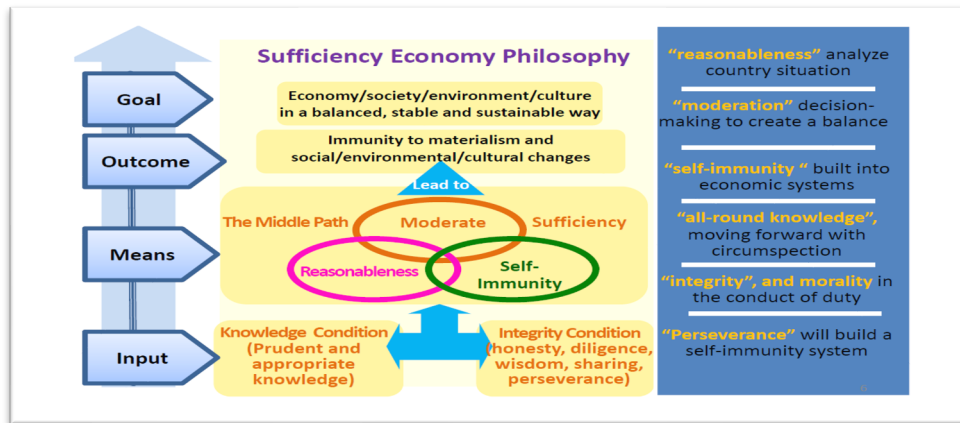 Sufficiency Economy Philosophy
Goal
Economy/society/environment/culture
in a balanced, stable and sustainable way
Outcome
Immunity to materialism and
social/environmental/cultural changes
Lead to
Means
The Middle Path
Moderate
Sufficiency
Reasonableness
Self-
Immunity
Input
Knowledge Condition
(Prudent and
appropriate
knowledge)
Integrity Condition
(honesty, diligence,
wisdom, sharing,
perseverance)
“reasonableness” analyze
country situation
“moderation” decision-
making to create a balance
“self-immunity “ built into
economic systems
“all-round knowledge”,
moving forward with
circumspection
“integrity”, and morality in
the conduct of duty
“Perseverance” will build a
self-immunity system